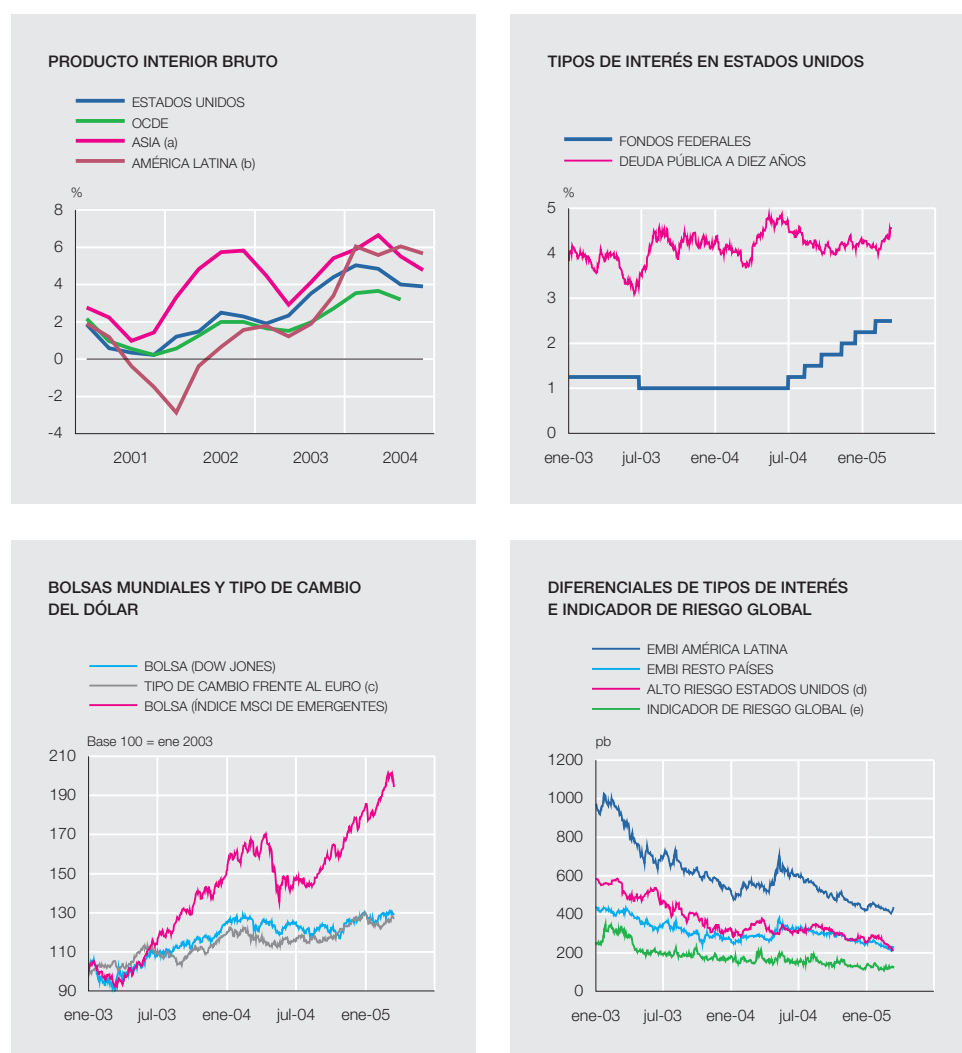 PRODUCTO INTERIOR BRUTO
ESTADOS UNIDOS
OCDE
ASIA (a)
AMÉRICA LATINA (b)
%
8
6
4
2
0
-2
-4
2001 2002 2003 2004
TIPOS DE INTERÉS EN ESTADOS UNIDOS
FONDOS FEDERALES
DEUDA PÚBLICA A DIEZ AÑOS
%
5
4
3
2
1
0
ene-03 jul-03 ene-04 jul-04 ene-05
BOLSAS MUNDIALES Y TIPO DE CAMBIO
DEL DÓLAR
BOLSA (DOW JONES)
TIPO DE CAMBIO FRENTE AL EURO (c)
BOLSA (ÍNDICE MSCI DE EMERGENTES)
Base 100 = ene 2003
210
190
170
150
130
110
90
ene-03 jul-03 ene-04 jul-04 ene-05
DIFERENCIALES DE TIPOS DE INTERÉS
E INDICADOR DE RIESGO GLOBAL
EMBI AMÉRICA LATINA
EMBI RESTO PAÍSES
ALTO RIESGO ESTADOS UNIDOS (d)
INDICADOR DE RIESGO GLOBAL (e)
pb
1200
1000
800
600
400
200
0
ene-03 jul-03 ene-04 jul-04 ene-05